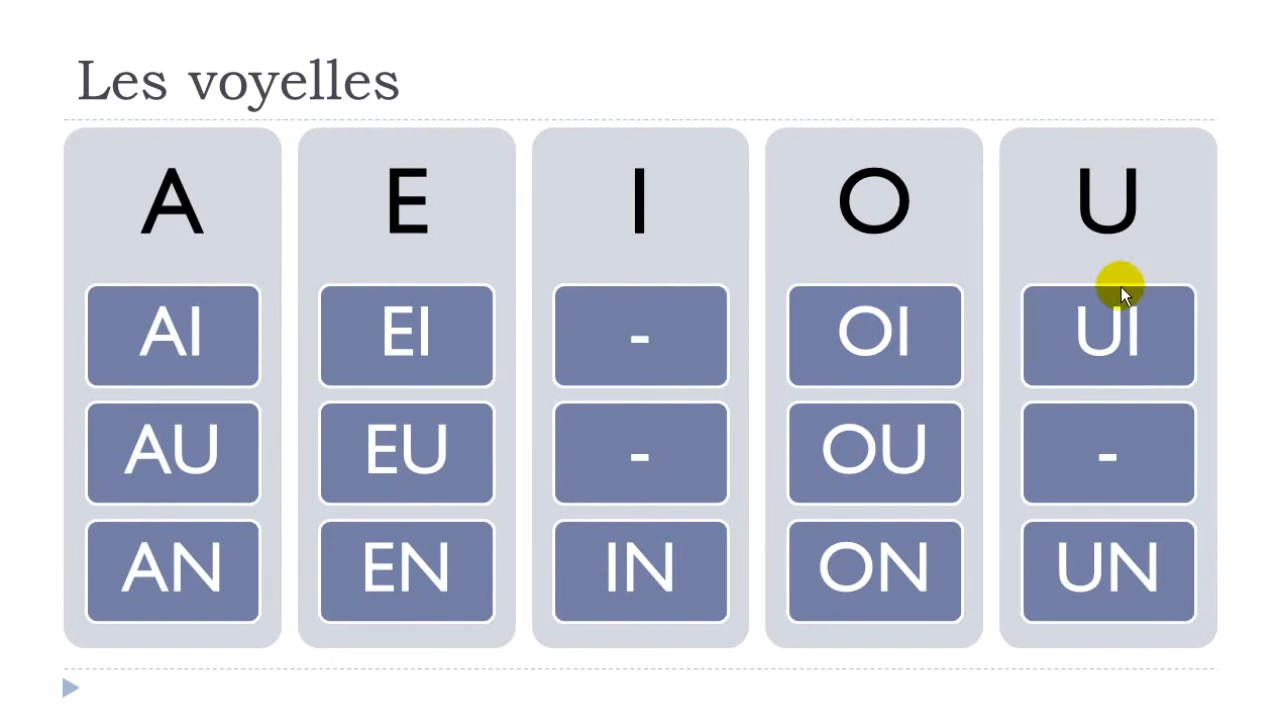 Les voyelles
A E I O U
AI EI - OI UI
AU EU - OU -
AN EN IN ON UN